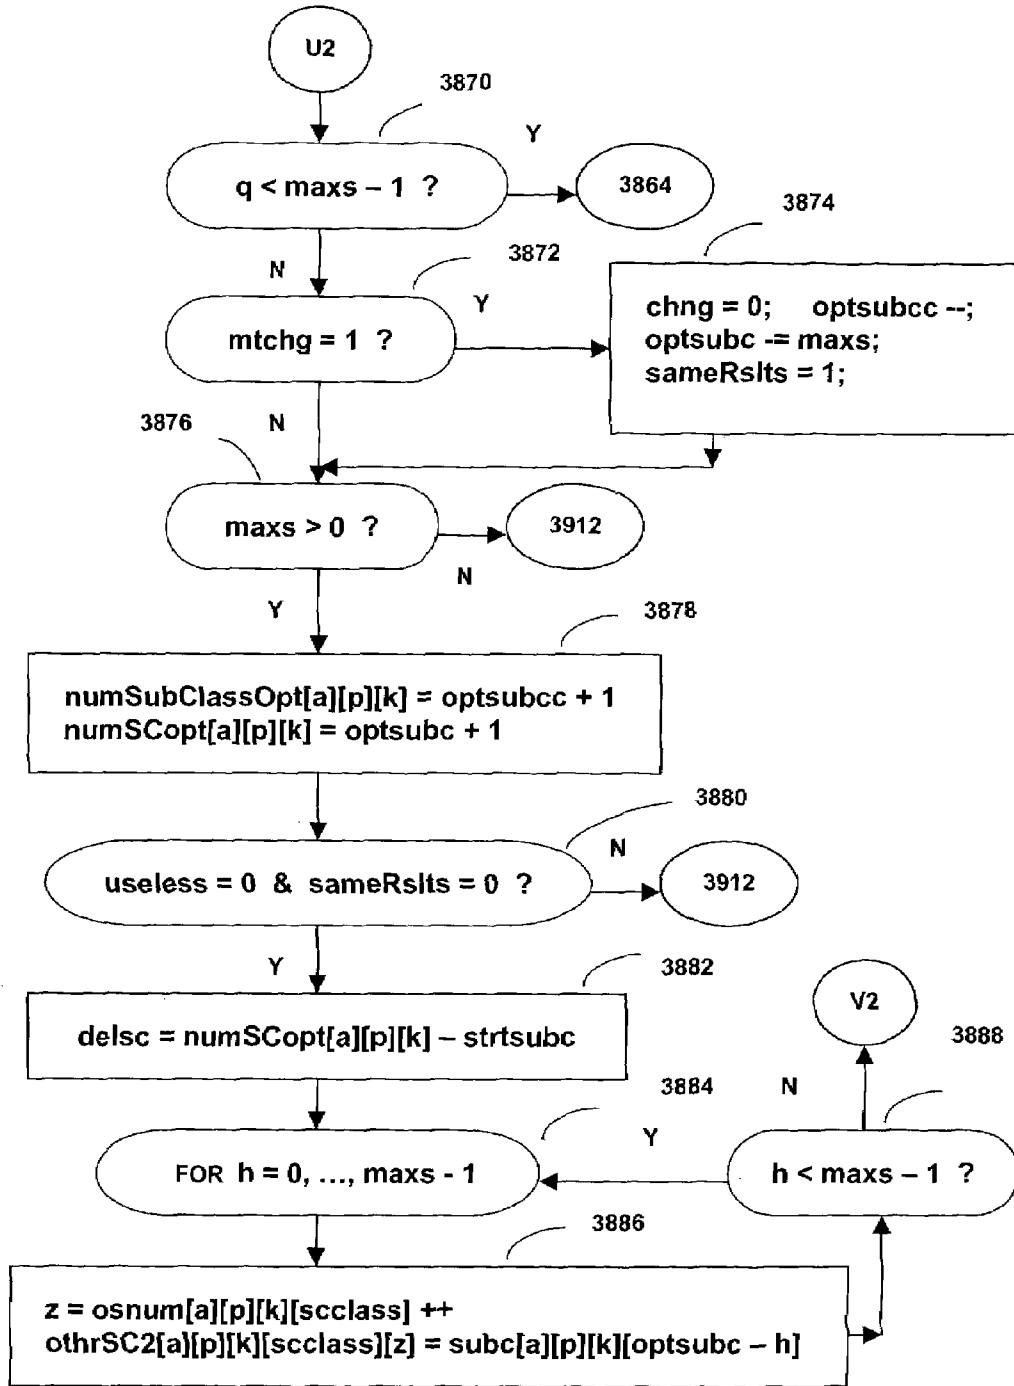 U2
3870
Y
q < maxs – 1 ?
3864
3874
N
3872
Y
mtchg = 1 ?
chng = 0; optsubcc --;
optsubc -= maxs;
sameRslts = 1;
3876
N
maxs > 0 ?
3912
N
Y
3878
numSubClassOpt[a][p][k] = optsubcc + 1
numSCopt[a][p][k] = optsubc + 1
3880
N
useless = 0 & sameRslts = 0 ?
3912
Y
3882
V2
delsc = numSCopt[a][p][k] – strtsubc
3888
3884
N
Y
FOR h = 0, ..., maxs - 1
h < maxs – 1 ?
3886
z = osnum[a][p][k][scclass] ++
othrSC2[a][p][k][scclass][z] = subc[a][p][k][optsubc – h]